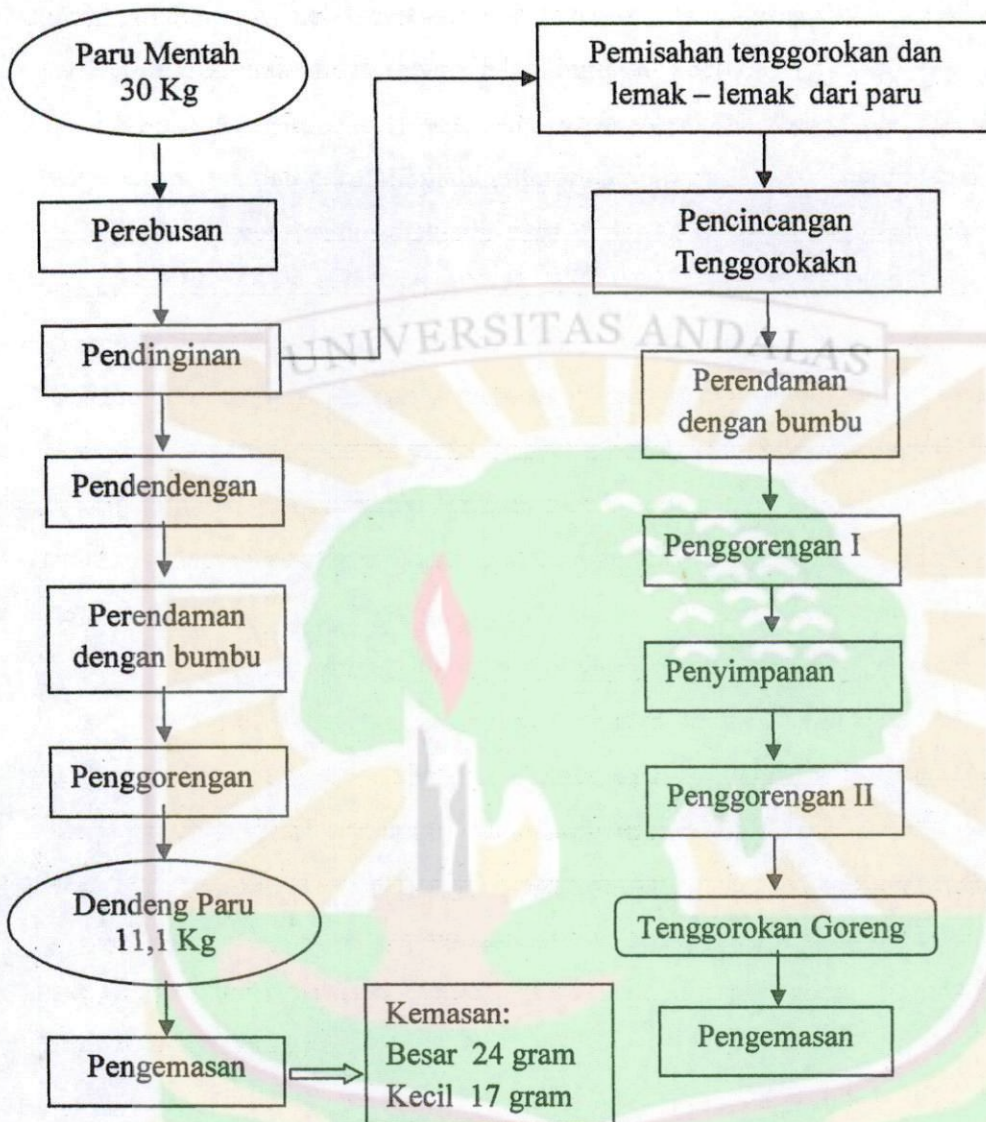 Paru Mentah
30 Kg
Perebusan
Pendinginan
Pendendengan
Perendaman
dengan bumbu
Penggorengan
Dendeng Paru
11,1 Kg
Pengemasan
Kemasan:
Besar 24 gram
Kecil 17 gram
Pemisahan tenggorokan dan
lemak – lemak dari paru
Pencincangan
Tenggorokakn
Perendaman
dengan bumbu
Penggorengan I
Penyimpanan
Penggorengan II
Tenggorokan Goreng
Pengemasan
UNIVERSITAS ANDALAS